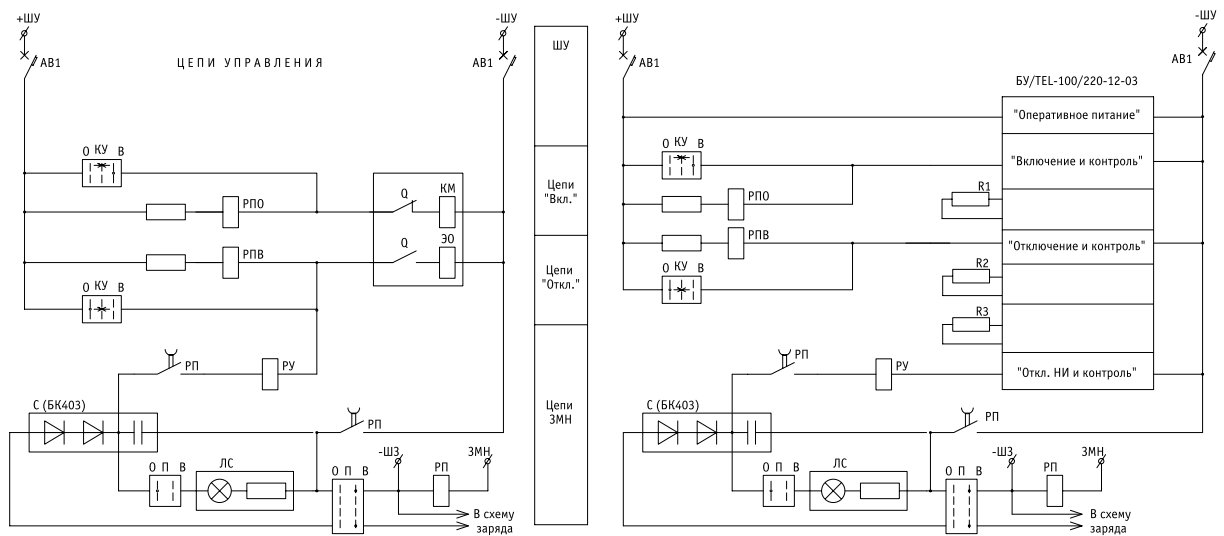 +ШУ
-ШУ
АВ1
ЦЕПИ УПРАВЛЕНИЯ
АВ1
О КУ В
Q
КМ
РПО
Q
ЭО
РПВ
О КУ В
РП
РУ
С (БК403)
РП
-ШЗ
ЗМН
О П В
ЛС
О П В
РП
В схему
заряда
ШУ
Цепи
"Вкл."
Цепи
"Откл."
Цепи
ЗМН
+ШУ
-ШУ
АВ1
АВ1
БУ/TEL-100/220-12-03
"Оперативное питание"
О КУ В
"Включение и контроль"
R1
РПО
РПВ
"Отключение и контроль"
О КУ В
R2
R3
РП
РУ
"Откл. НИ и контроль"
С (БК403)
РП
-ШЗ
ЗМН
О П В
ЛС
О П В
РП
В схему
заряда